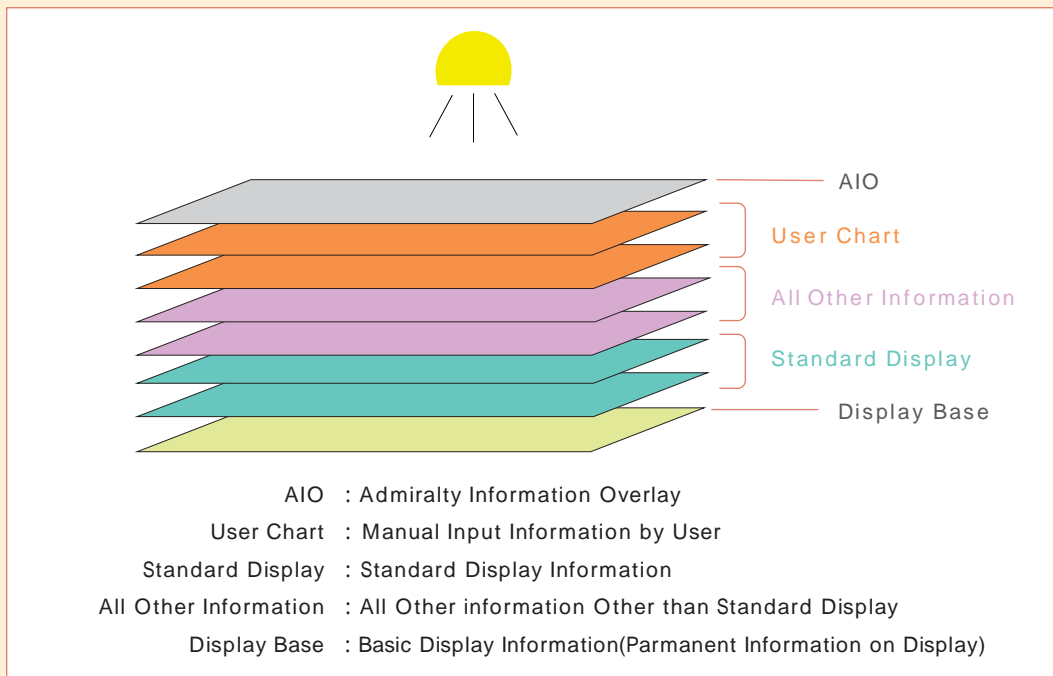 AIO
User Chart
All Other Information
Standard Display
Display Base
AIO : Admiralty Information Overlay
User Chart : Manual Input Information by User
Standard Display : Standard Display Information
All Other Information : All Other information Other than Standard Display
Display Base : Basic Display Information(Parmanent Information on Display)